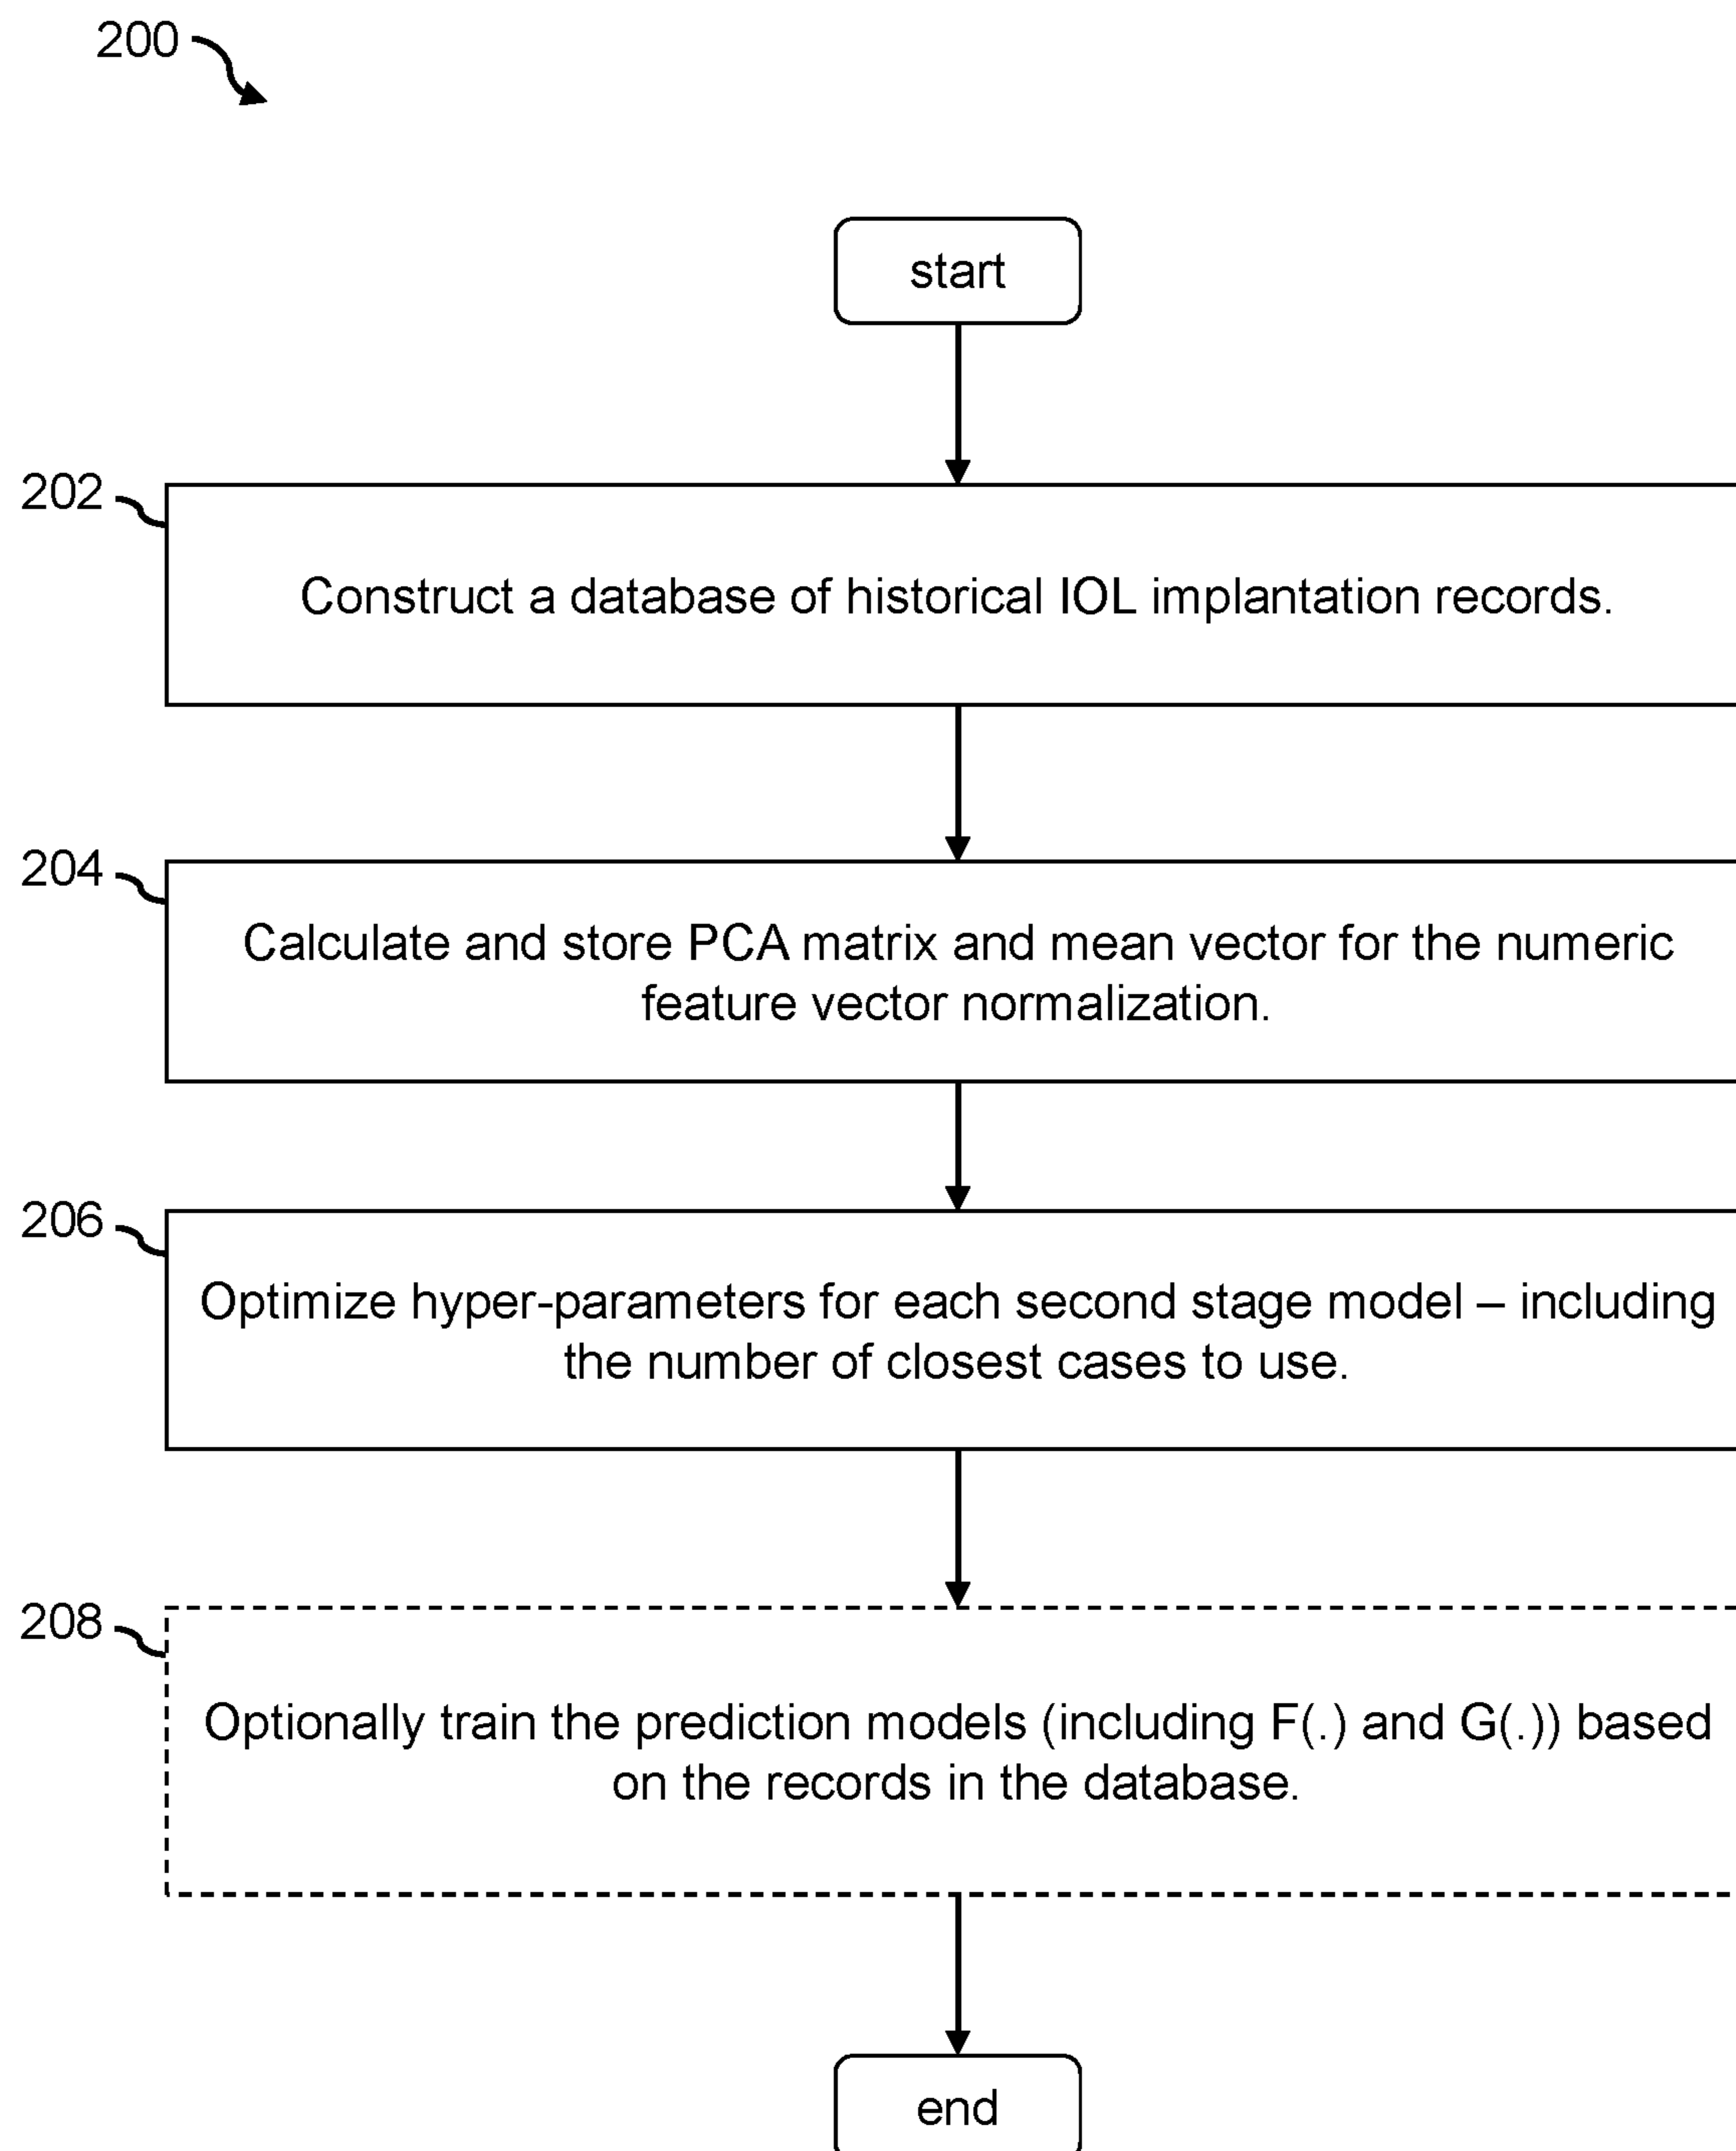 200
start
202
Construct a database of historical IOL implantation records.
204
Calculate and store PCA matrix and mean vector for the numeric
feature vector normalization.
206
Optimize hyper-parameters for each second stage model – including
the number of closest cases to use.
208
Optionally train the prediction models (including F(.) and G(.)) based
on the records in the database.
end